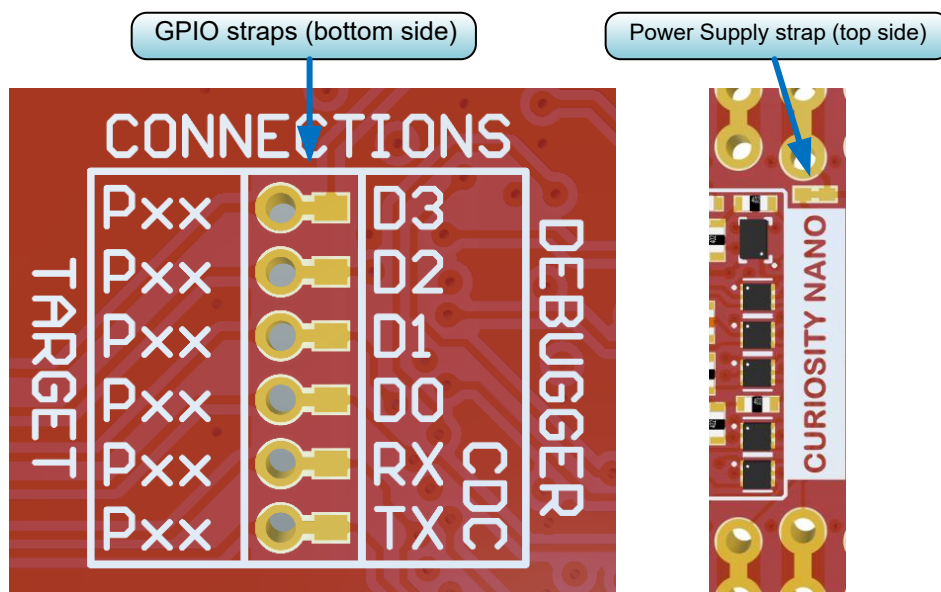 GPIO straps (bottom side)
Power Supply strap (top side)
CONNECTIONS
TARGET
DEBUGGER
Pxx D3
Pxx D2
Pxx D1
Pxx D0
Pxx RX
Pxx TX
CDC
CURIOSITY NANO